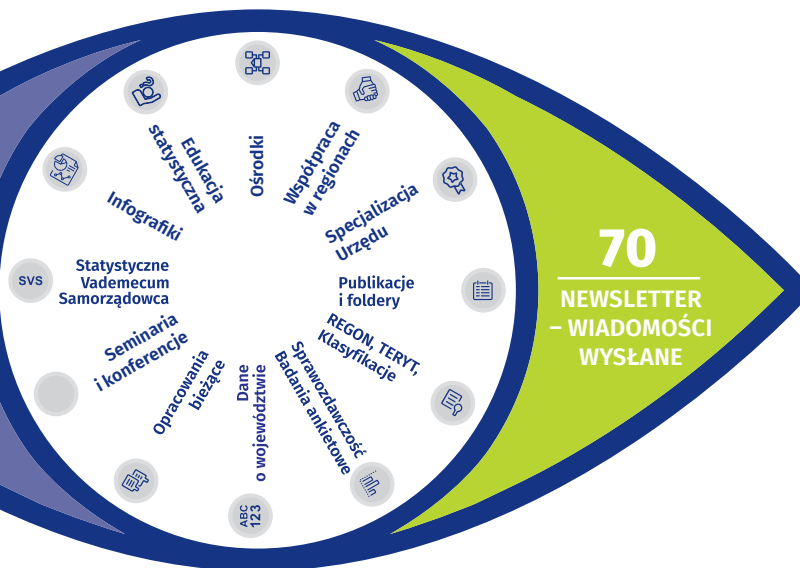 Ośrodki
Współpraca
w regionach
Specjalizacja
Urzędu
Publikacje
i foldery
REGON, TERYT,
Klasyfikacje
Sprawozdawczość
Badania ankietowe
Dane
o województwie
ABC
123
Opracowania
bieżące
Seminaria
i konferencje
Statystyczne
Vademecum
Samorządowca
SVS
Infografiki
Edukacja
statystyczna
70
NEWSLETTER
– WIADOMOŚCI
WYSŁANE